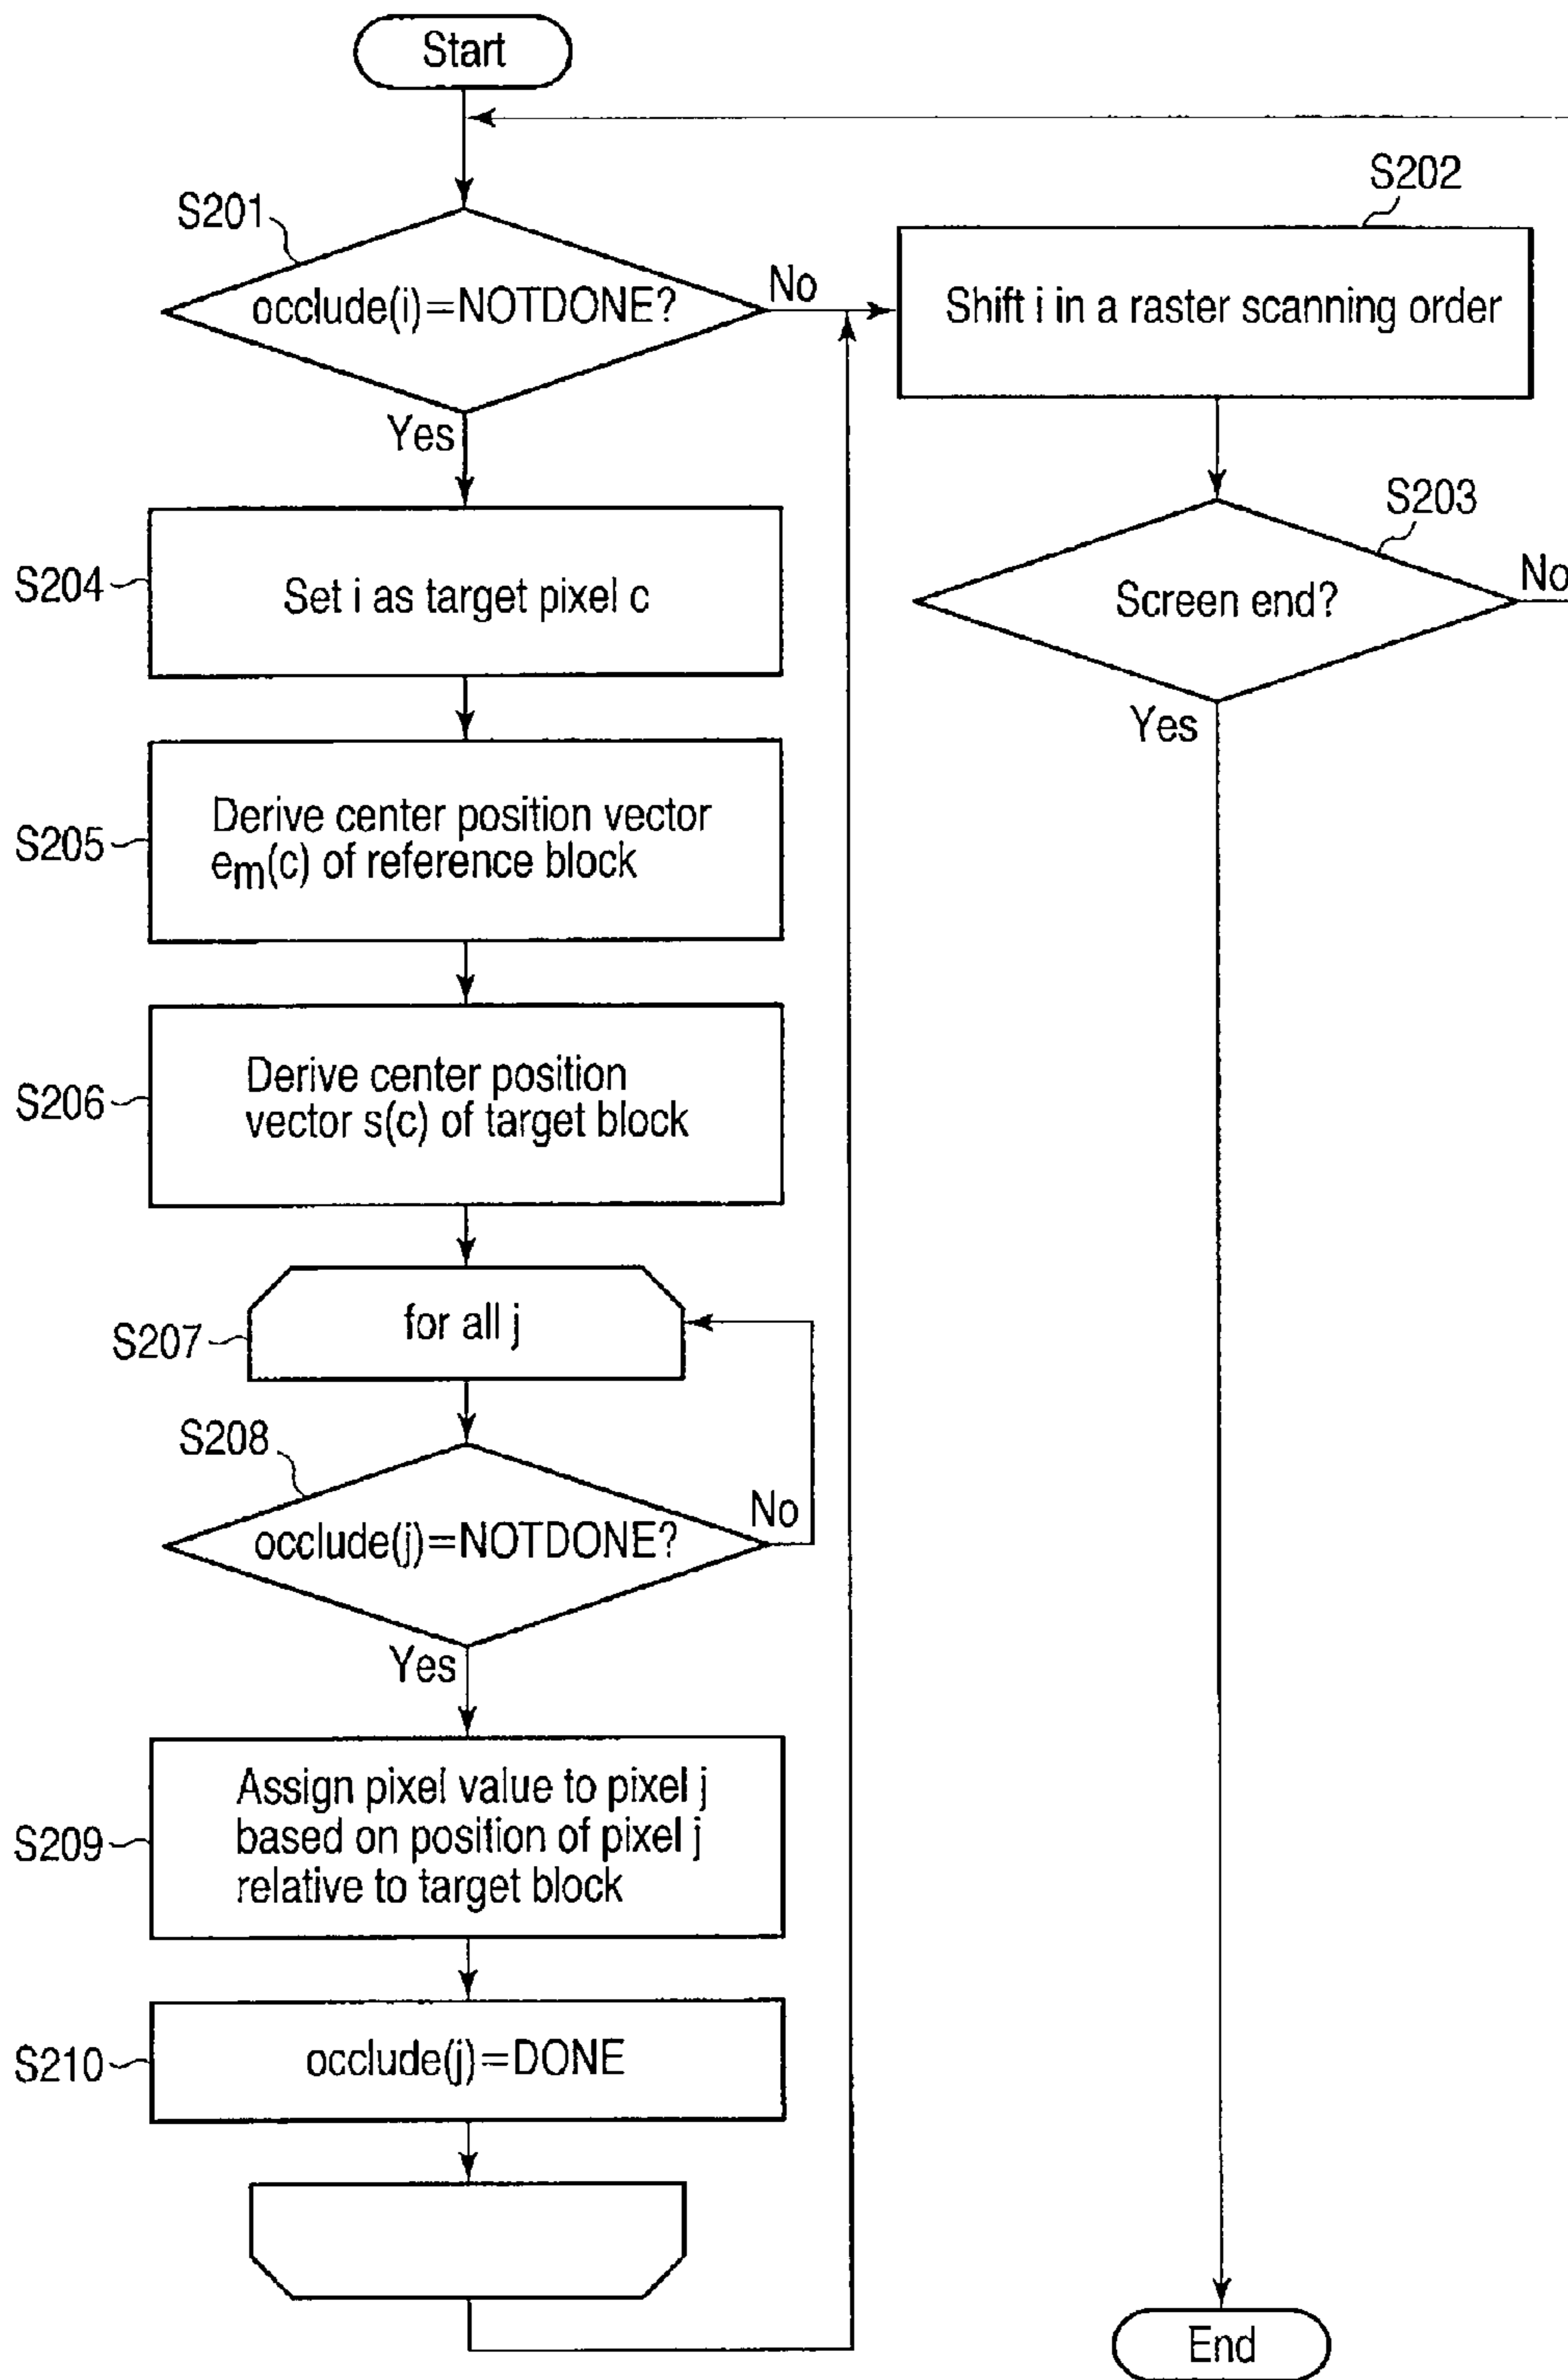 Start
S201
occlude(i)=NOTDONE?
No
Yes
S202
Shift i in a raster scanning order
S203
Screen end?
No
Yes
S204
Set i as target pixel c
S205
Derive center position vector
em(c) of reference block
S206
Derive center position
vector s(c) of target block
S207
for all j
S208
occlude(j)=NOTDONE?
No
Yes
S209
Assign pixel value to pixel j
based on position of pixel j
relative to target block
S210
occlude(j)=DONE
End